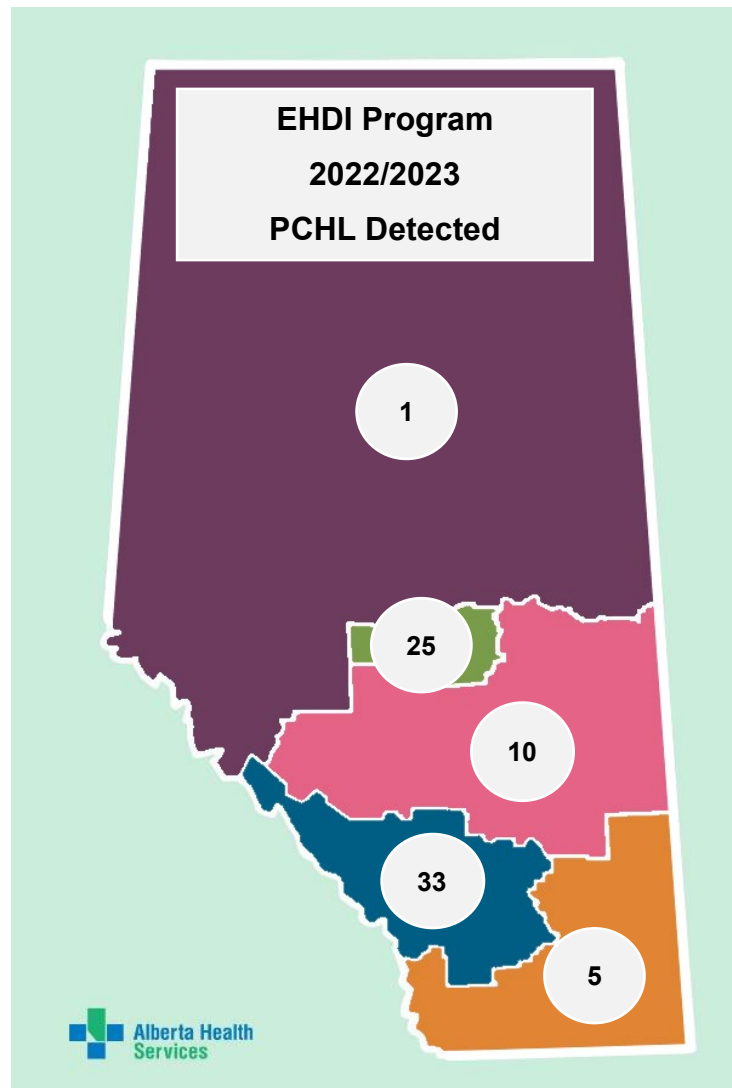 EHDI Program
2022/2023
PCHL Detected
1
25
10
33
5
Alberta Health
Services